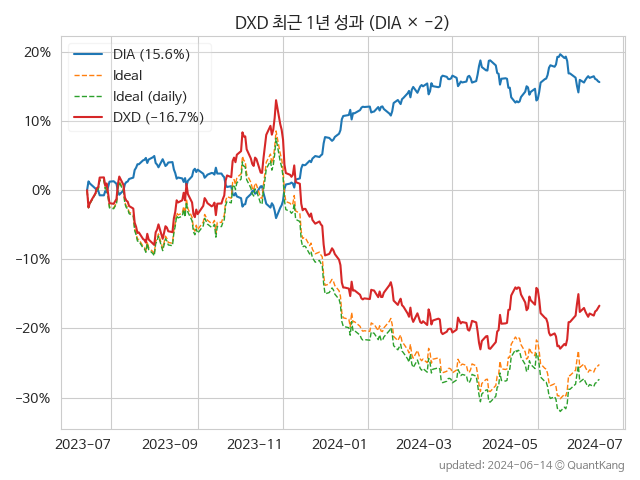 DXD 최근 1년 성과 (DIA × −2)
DIA (15.6%)
Ideal
Ideal (daily)
DXD (−16.7%)
20%
10%
0%
−10%
−20%
−30%
2023-07
2023-09
2023-11
2024-01
2024-03
2024-05
2024-07
updated: 2024-06-14 © QuantKang